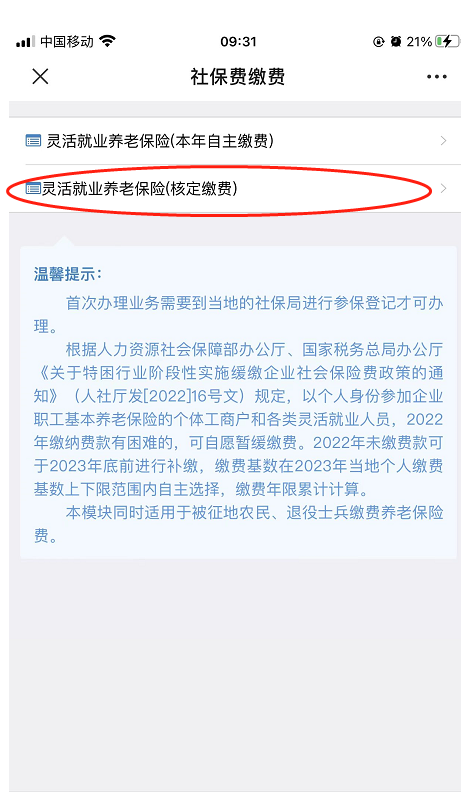 中国移动 09:31 21%
社保费缴费
灵活就业养老保险(本年自主缴费)
灵活就业养老保险(核定缴费)
温馨提示：
首次办理业务需要到当地的社保局进行参保登记才可办
理。
根据人力资源社会保障部办公厅、国家税务总局办公厅
《关于特困行业阶段性实施缓缴企业社会保险费政策的通
知》（人社厅发[2022]16号文）规定，以个人身份参加企业
职工基本养老保险的个体工商户和各类灵活就业人员，2022
年缴纳费款有困难的，可自愿暂缓缴费。2022年未缴费款可
于2023年底前进行补缴，缴费基数在2023年当地个人缴费
基数上下限范围内自主选择，缴费年限累计计算。
本模块同时适用于被征地农民、退役士兵缴费养老保险
费。